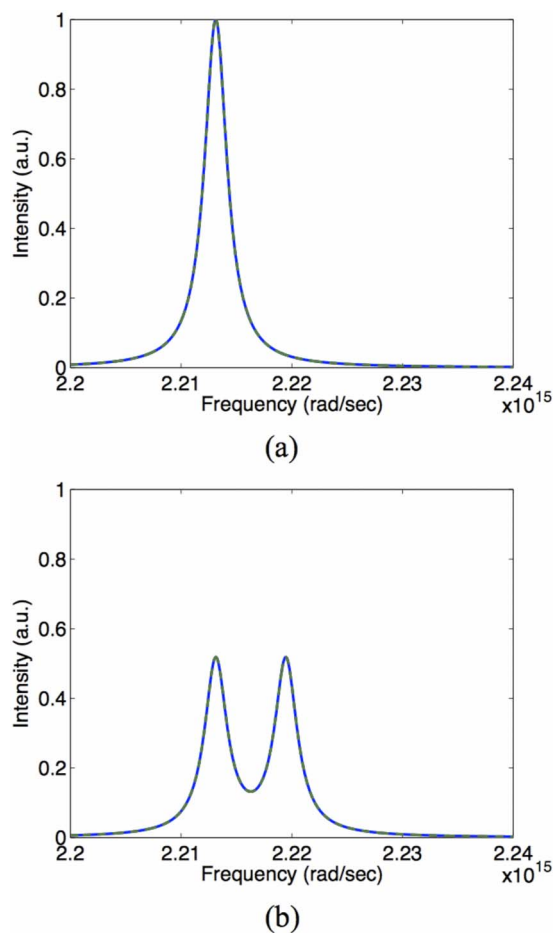 1
0.8
0.6
0.4
0.2
0
Intensity (a.u.)
2.2 2.21 2.22 2.23 2.24
Frequency (rad/sec)
x10^15
(a)
1
0.8
0.6
0.4
0.2
0
Intensity (a.u.)
2.2 2.21 2.22 2.23 2.24
Frequency (rad/sec)
x10^15
(b)